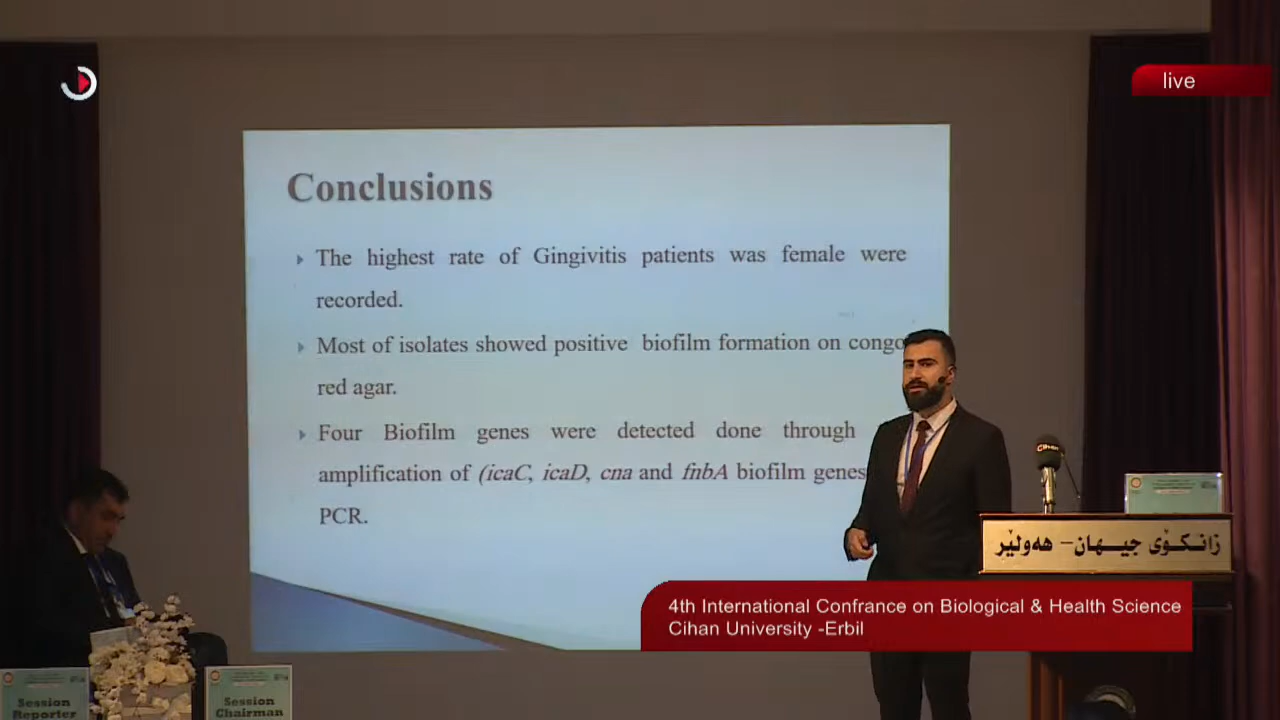 live
Conclusions
The highest rate of Gingivitis patients was female were
recorded.
Most of isolates showed positive biofilm formation on congo
red agar.
Four Biofilm genes were detected done through
amplification of (icaC, icaD, cna and fnbA biofilm genes
PCR.
زانکۆی جیهان - هەولێر
4th International Confrance on Biological & Health Science
Cihan University -Erbil
Session
Reporter
Session
Chairman